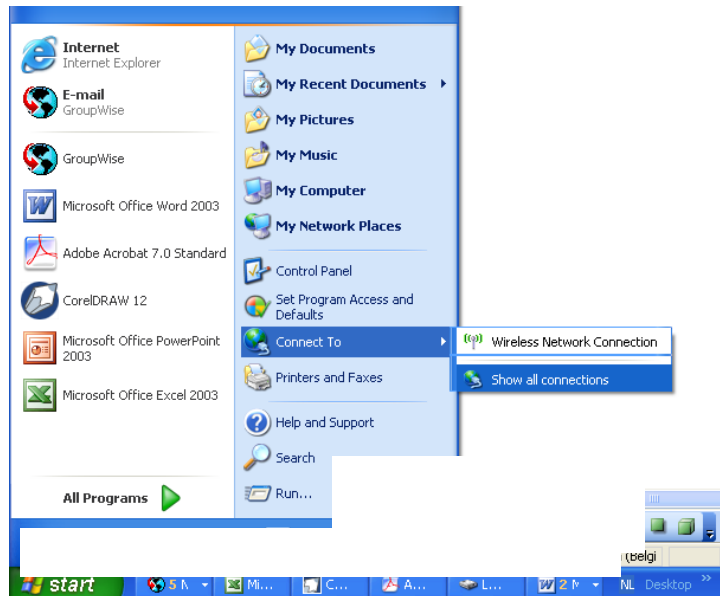 Internet
Internet Explorer
E-mail
GroupWise
GroupWise
Microsoft Office Word 2003
Adobe Acrobat 7.0 Standard
CorelDRAW 12
Microsoft Office PowerPoint
2003
Microsoft Office Excel 2003
All Programs
My Documents
My Recent Documents
My Pictures
My Music
My Computer
My Network Places
Control Panel
Set Program Access and
Defaults
Connect To
Printers and Faxes
Help and Support
Search
Run...
Wireless Network Connection
Show all connections
(Belgi
start
5 N
Mi...
C...
A...
L...
2 M
NL
Desktop